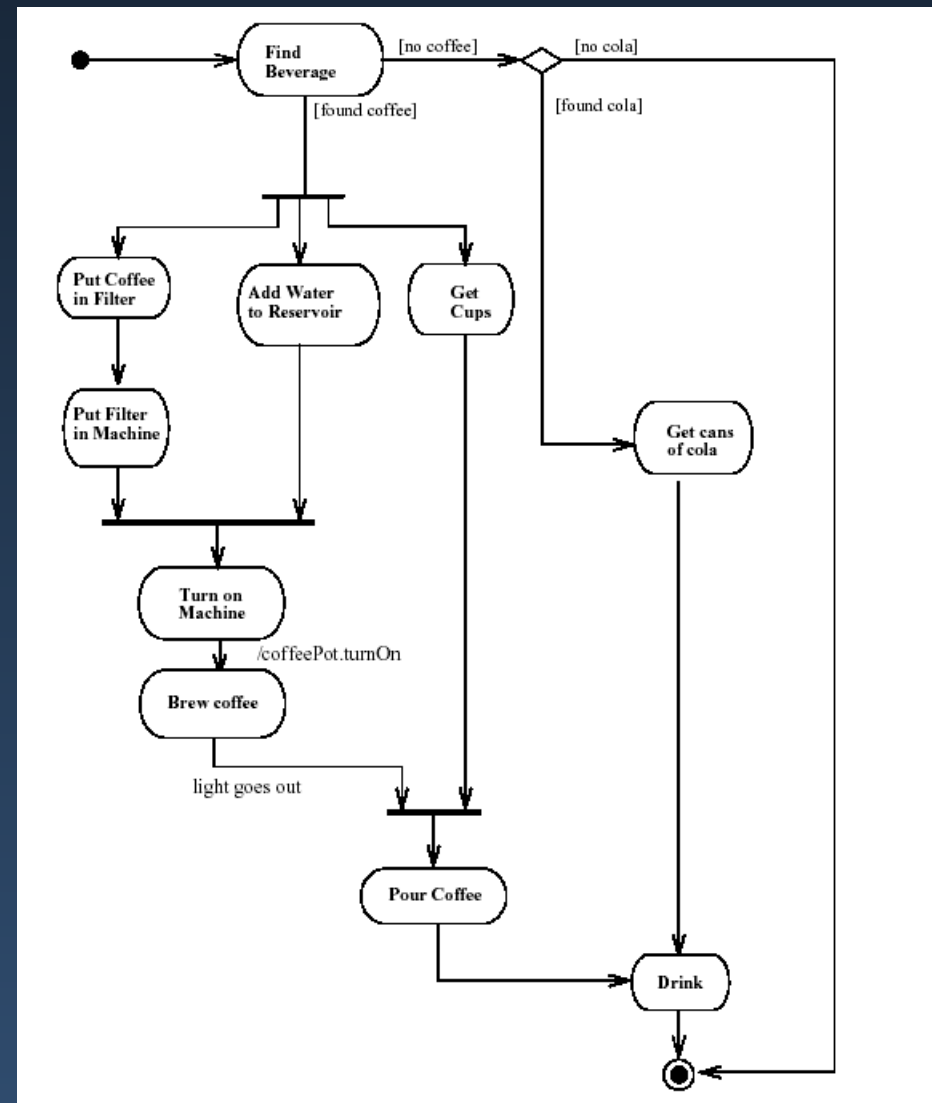 Find
Beverage
[no coffee]
[no cola]
[found coffee]
[found cola]
Put Coffee
in Filter
Add Water
to Reservoir
Get
Cups
Put Filter
in Machine
Get cans
of cola
Turn on
Machine
/coffeePot.turnOn
Brew coffee
light goes out
Pour Coffee
Drink